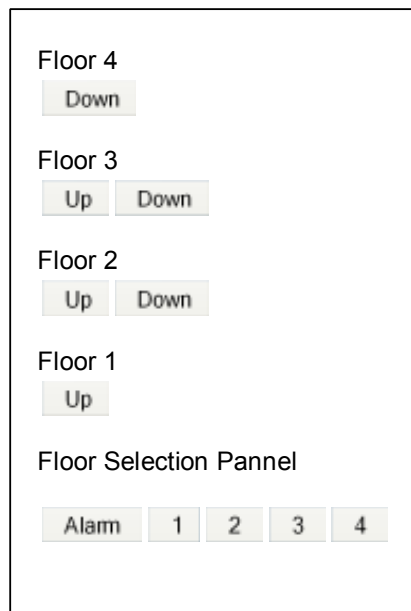 Floor 4
Down
Floor 3
Up Down
Floor 2
Up Down
Floor 1
Up
Floor Selection Pannel
Alarm 1 2 3 4